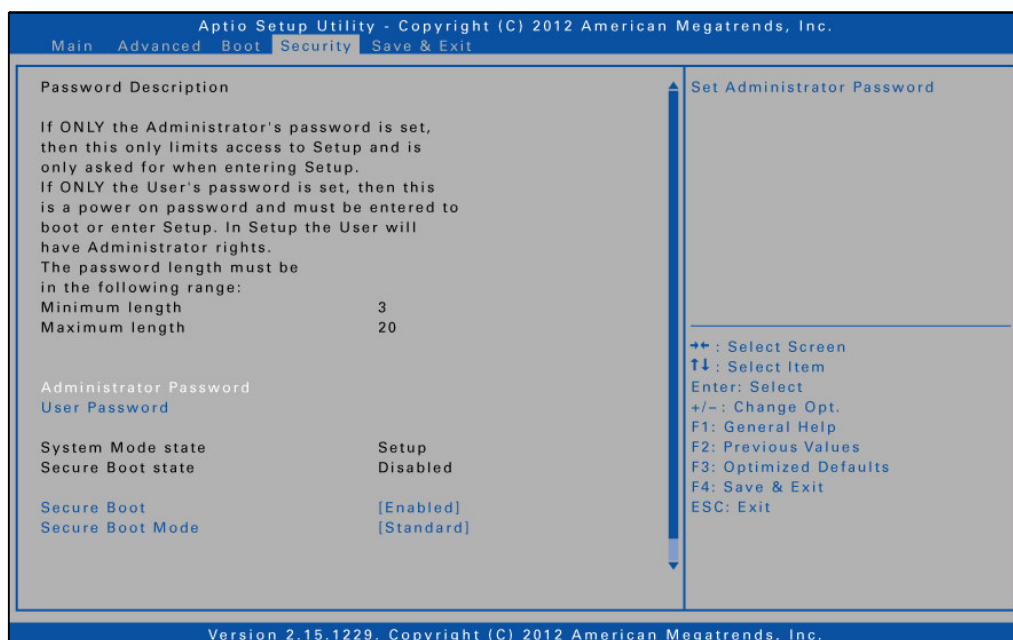 Aptio Setup Utility - Copyright (C) 2012 American Megatrends, Inc.
Main Advanced Boot Security Save & Exit
Password Description
If ONLY the Administrator's password is set,
then this only limits access to Setup and is
only asked for when entering Setup.
If ONLY the User's password is set, then this
is a power on password and must be entered to
boot or enter Setup. In Setup the User will
have Administrator rights.
The password length must be
in the following range:
Minimum length 3
Maximum length 20
Administrator Password
User Password
System Mode state Setup
Secure Boot state Disabled
Secure Boot [Enabled]
Secure Boot Mode [Standard]
Set Administrator Password
→← : Select Screen
↑↓ : Select Item
Enter: Select
+/– : Change Opt.
F1: General Help
F2: Previous Values
F3: Optimized Defaults
F4: Save & Exit
ESC: Exit
Version 2.15.1229. Copyright (C) 2012 American Megatrends, Inc.